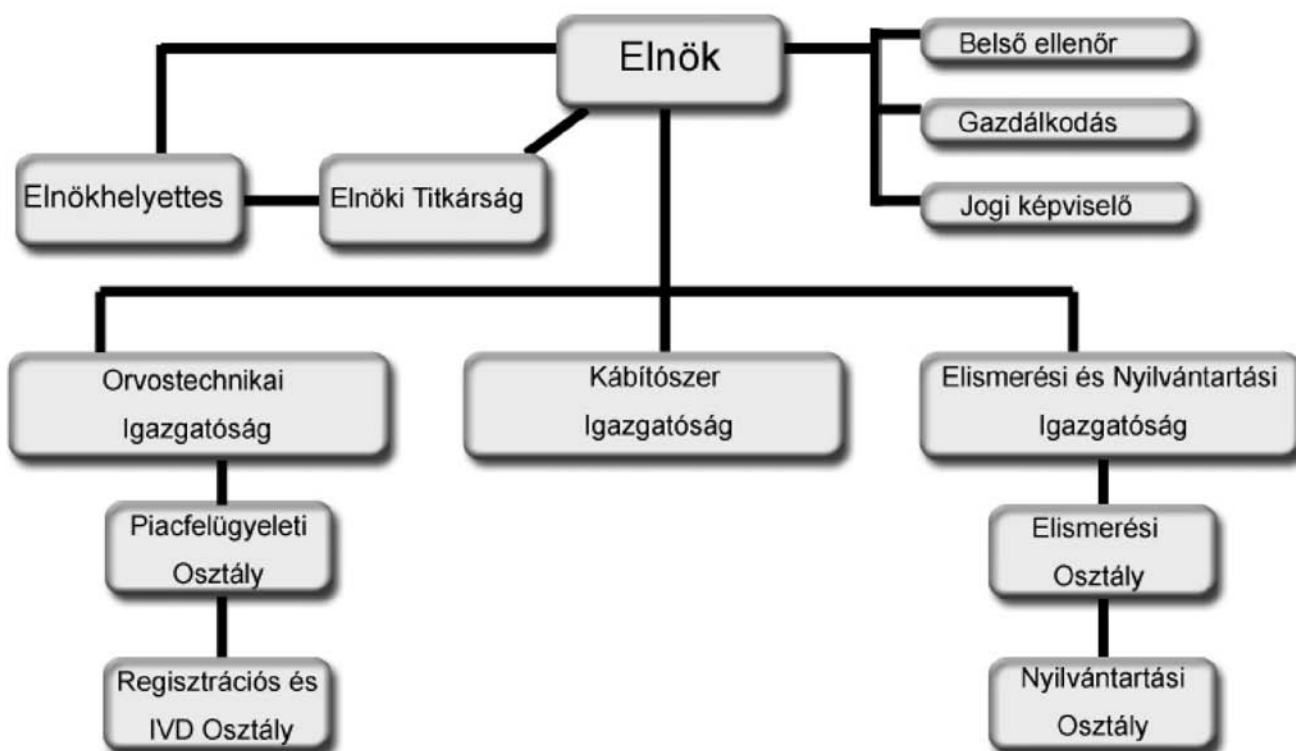 Elnök
Belső ellenőr
Gazdálkodás
Jogi képviselő
Elnökhelyettes
Elnöki Titkárság
Orvostechnikai
Igazgatóság
Kábítószer
Igazgatóság
Elismerési és Nyilvántartási
Igazgatóság
Piacfelügyeleti
Osztály
Elismerési
Osztály
Regisztrációs és
IVD Osztály
Nyilvántartási
Osztály